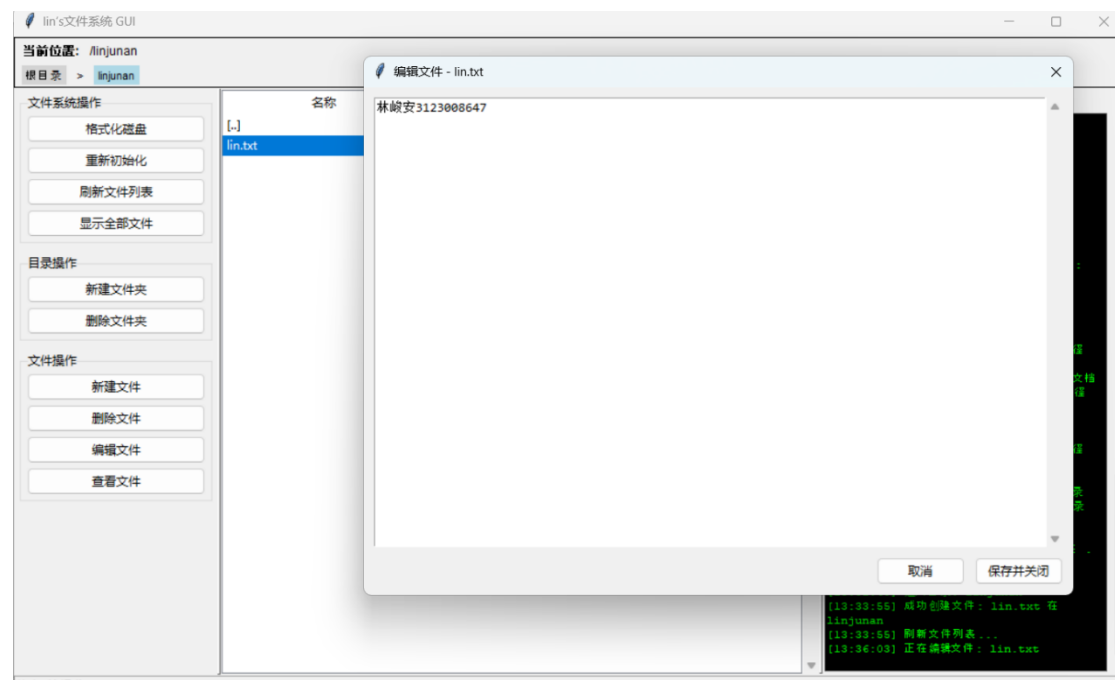 lin's文件系统 GUI
当前位置: /linjunan
根目录 > linjunan
文件系统操作
格式化磁盘
重新初始化
刷新文件列表
显示全部文件
目录操作
新建文件夹
删除文件夹
文件操作
新建文件
删除文件
编辑文件
查看文件
名称
[..]
lin.txt
编辑文件 - lin.txt
林峻安3123008647
取消
保存并关闭
文档
录
录
[13:33:55] 成功创建文件: lin.txt 在
linjunan
[13:33:55] 刷新文件列表...
[13:36:03] 正在编辑文件: lin.txt